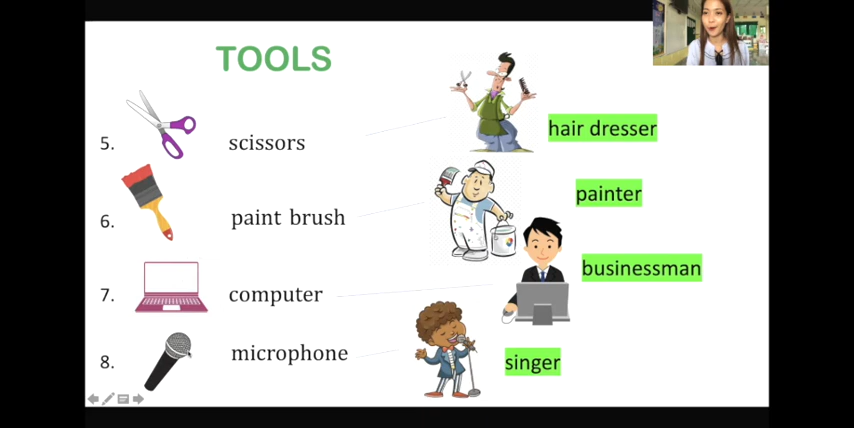 TOOLS
5. scissors hair dresser
6. paint brush painter
7. computer businessman
8. microphone singer